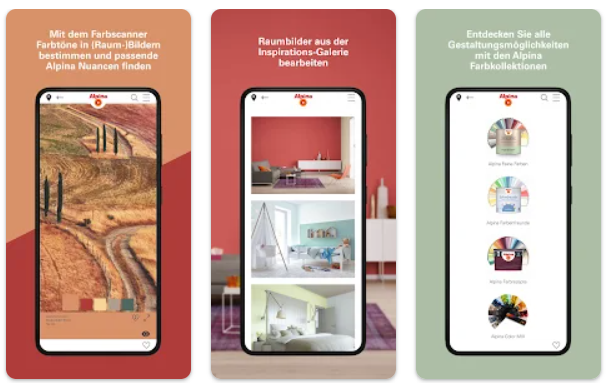 Mit dem Farbscanner
Farbtöne in (Raum-)Bildern
bestimmen und passende
Alpina Nuancen finden
Alpina
Raumbilder aus der
Inspirations-Galerie
bearbeiten
Alpina
Entdecken Sie alle
Gestaltungsmöglichkeiten
mit den Alpina
Farbkollektionen
Alpina
Alpina Feine Farben
Alpina Farbenfreunde
Alpina Farbrezepte
Alpina Color MIX